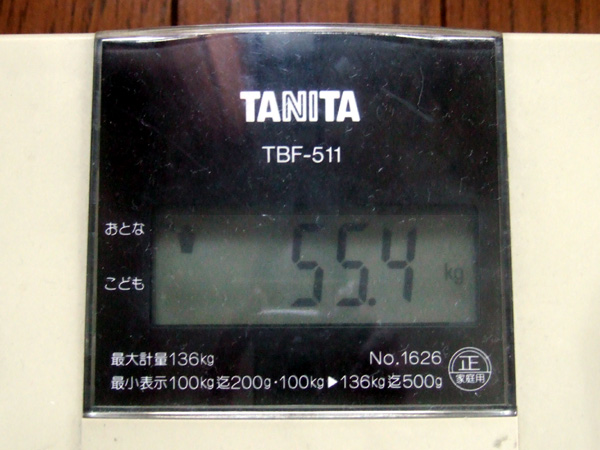 TANITA
TBF-511
おとな
55.4 kg
こども
最大計量136kg No.1626
正
家庭用
最小表示100kg迄200g・100kg▶136kg迄500g